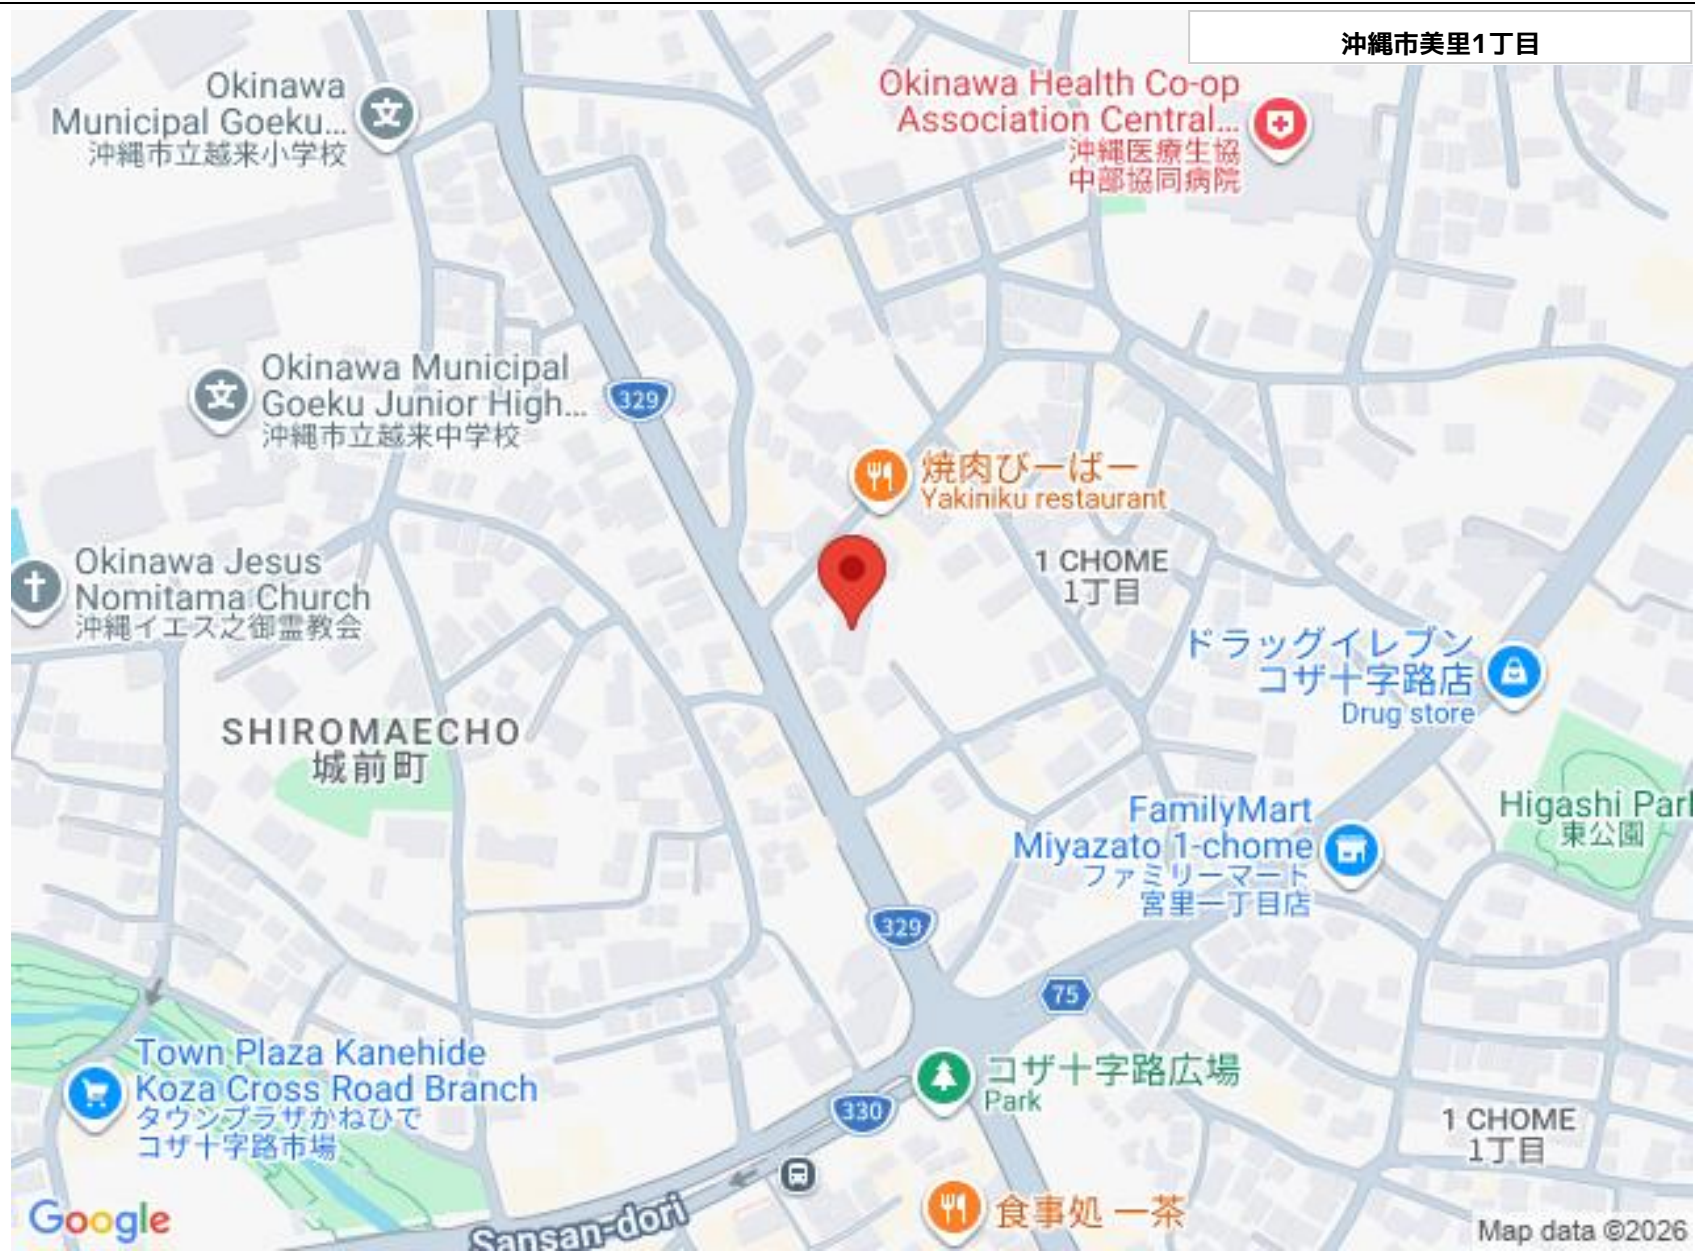 沖縄市美里1丁目
Okinawa
Municipal Goeku...
沖縄市立越来小学校
Okinawa Health Co-op
Association Central...
沖縄医療生協
中部協同病院
Okinawa Municipal
Goeku Junior High...
沖縄市立越来中学校
329
焼肉びーばー
Yakiniku restaurant
Okinawa Jesus
Nomitama Church
沖縄イエス之御霊教会
1 CHOME
1丁目
ドラッグイレブン
コザ十字路店
Drug store
SHIROMAECHO
城前町
FamilyMart
Miyazato 1-chome
ファミリーマート
宮里一丁目店
Higashi Park
東公園
329
75
Town Plaza Kanehide
Koza Cross Road Branch
タウンプラザかねひで
コザ十字路市場
コザ十字路広場
Park
330
1 CHOME
1丁目
Sansan-dori
食事処 一茶
Google
Map data ©2026